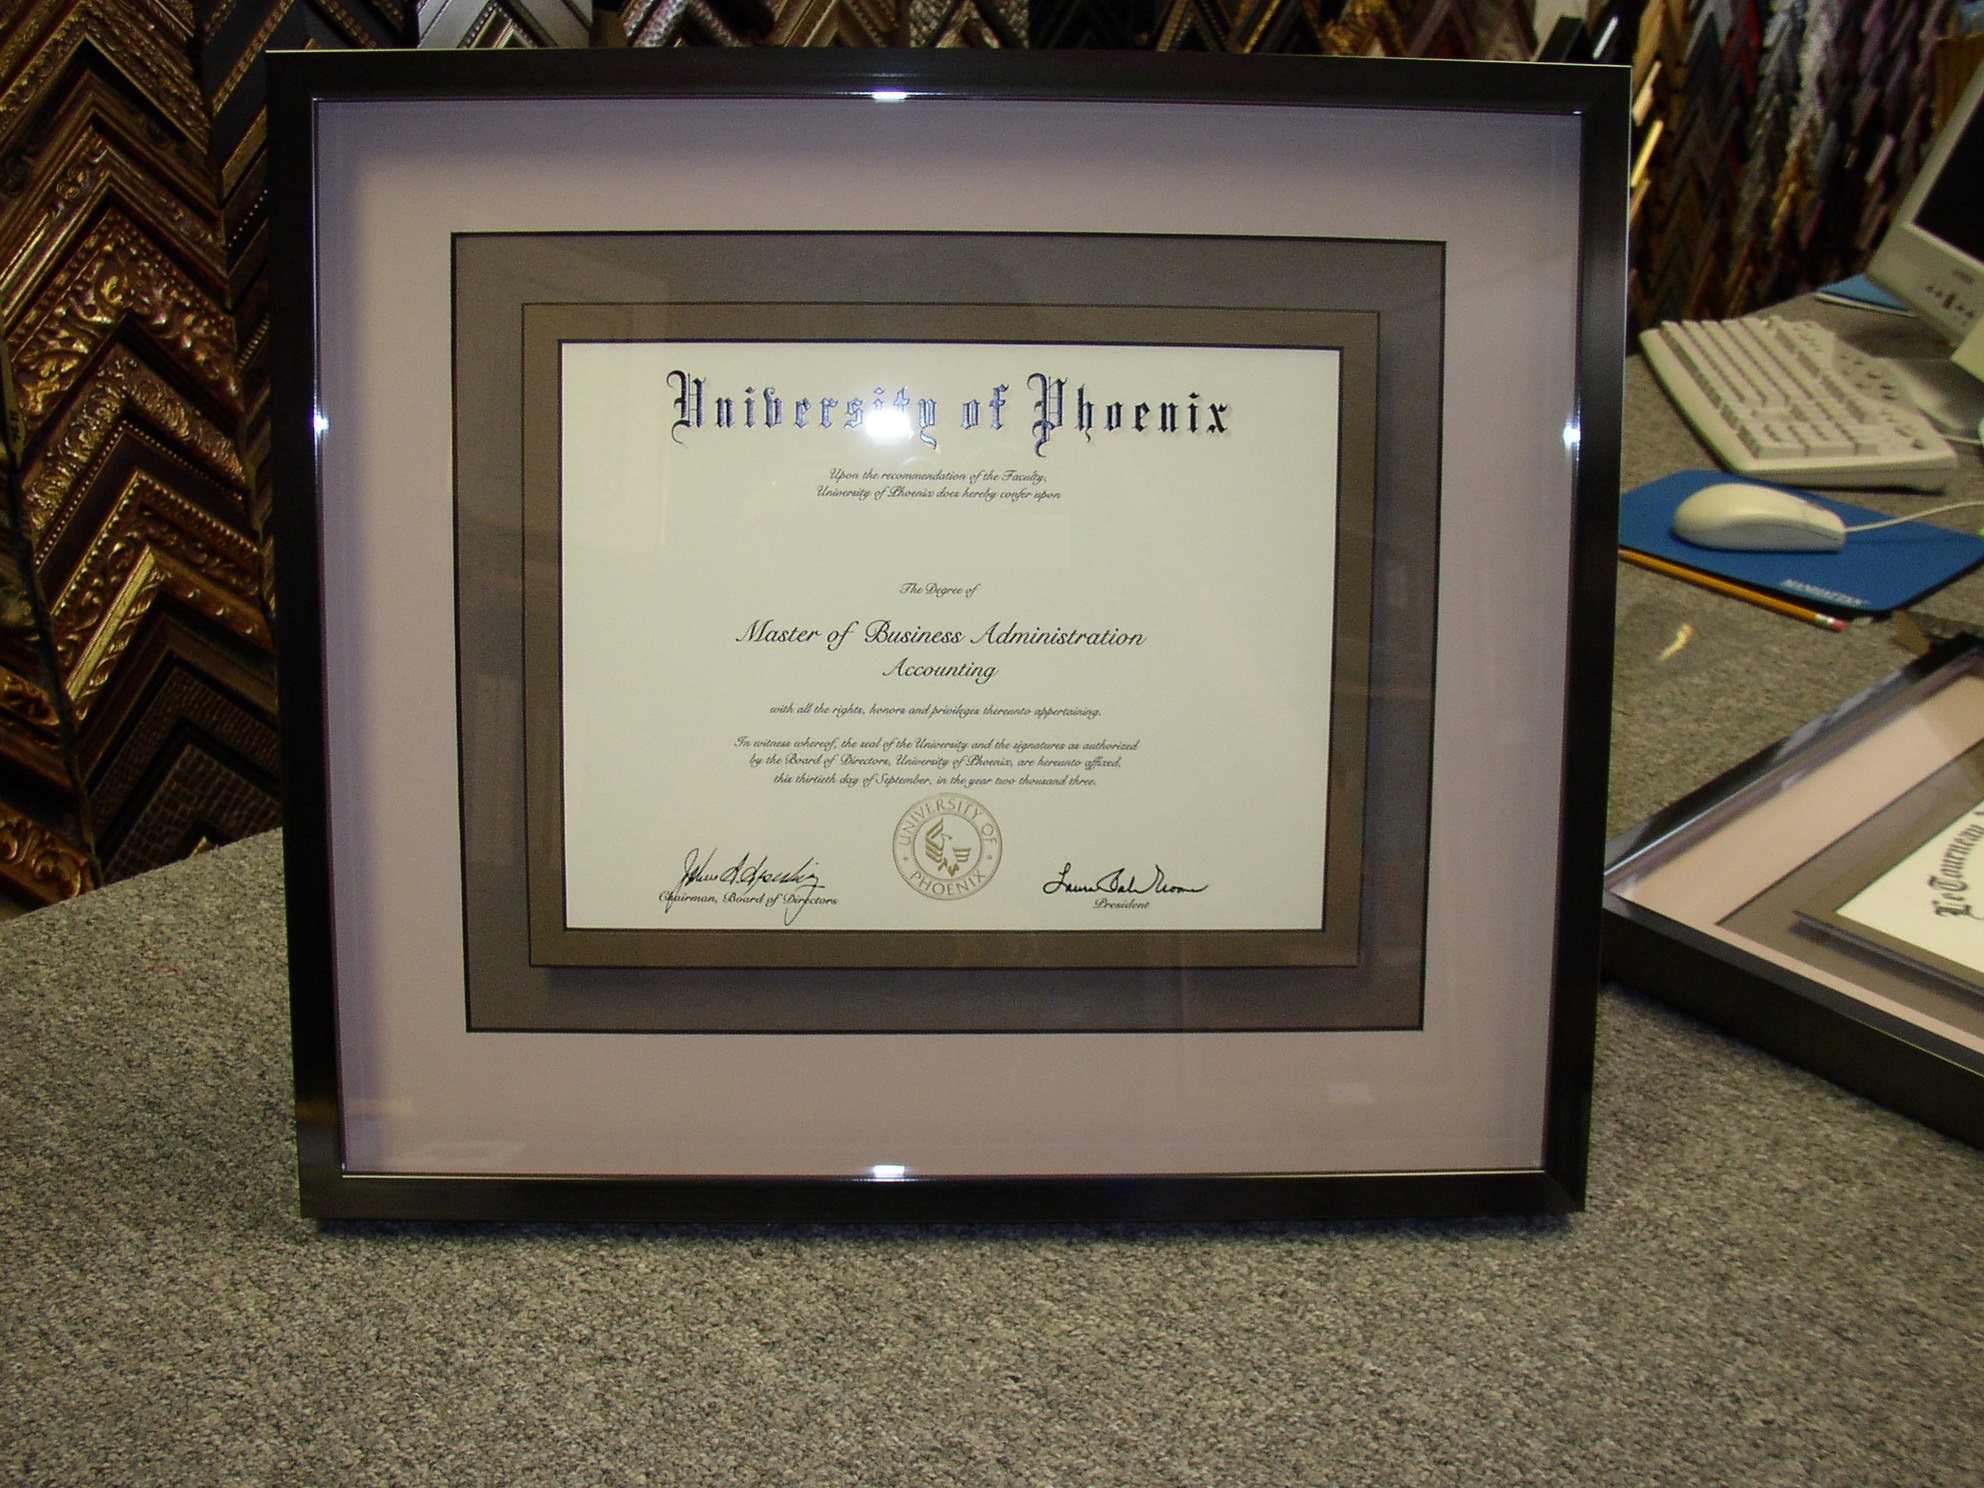 University of Phoenix
Upon the recommendation of the Faculty,
University of Phoenix does hereby confer upon
The Degree of
Master of Business Administration
Accounting
with all the rights, honors and privileges thereunto appertaining.
In witness whereof, the seal of the University and the signatures as authorized
by the Board of Directors, University of Phoenix, are hereunto affixed,
this thirtieth day of September, in the year two thousand three.
UNIVERSITY OF PHOENIX
Chairman, Board of Directors
President
MANHATTAN
LeTourneau